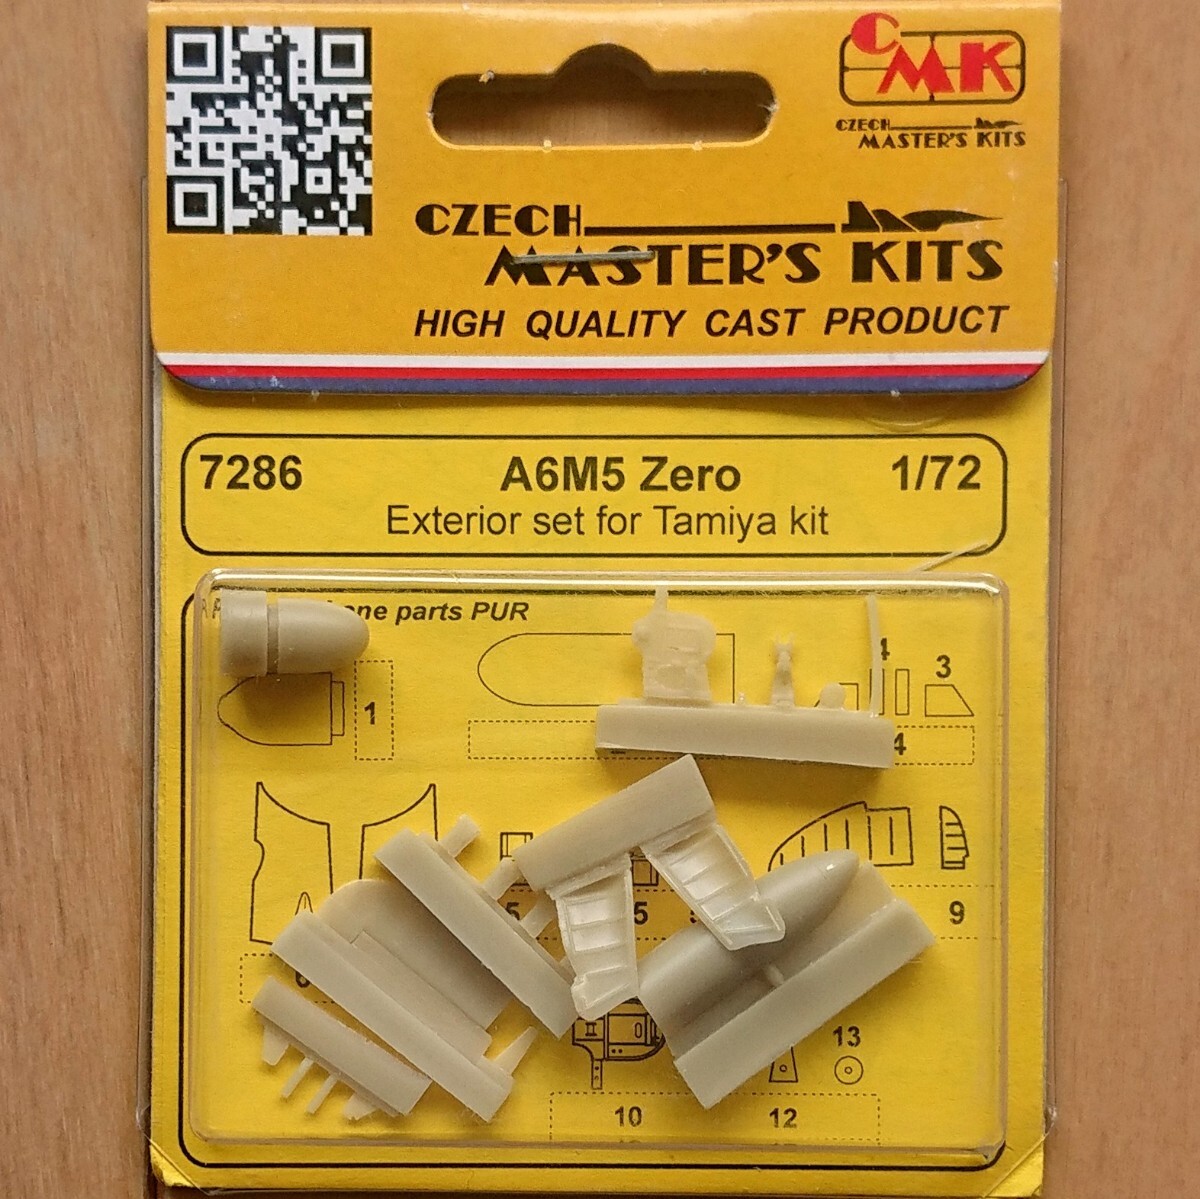 CMK
CZECH
MASTER'S KITS
CZECH
MASTER'S KITS
HIGH QUALITY CAST PRODUCT
7286 A6M5 Zero 1/72
Exterior set for Tamiya kit
parts PUR
1
4
3
4
5
5
9
6
13
10
12